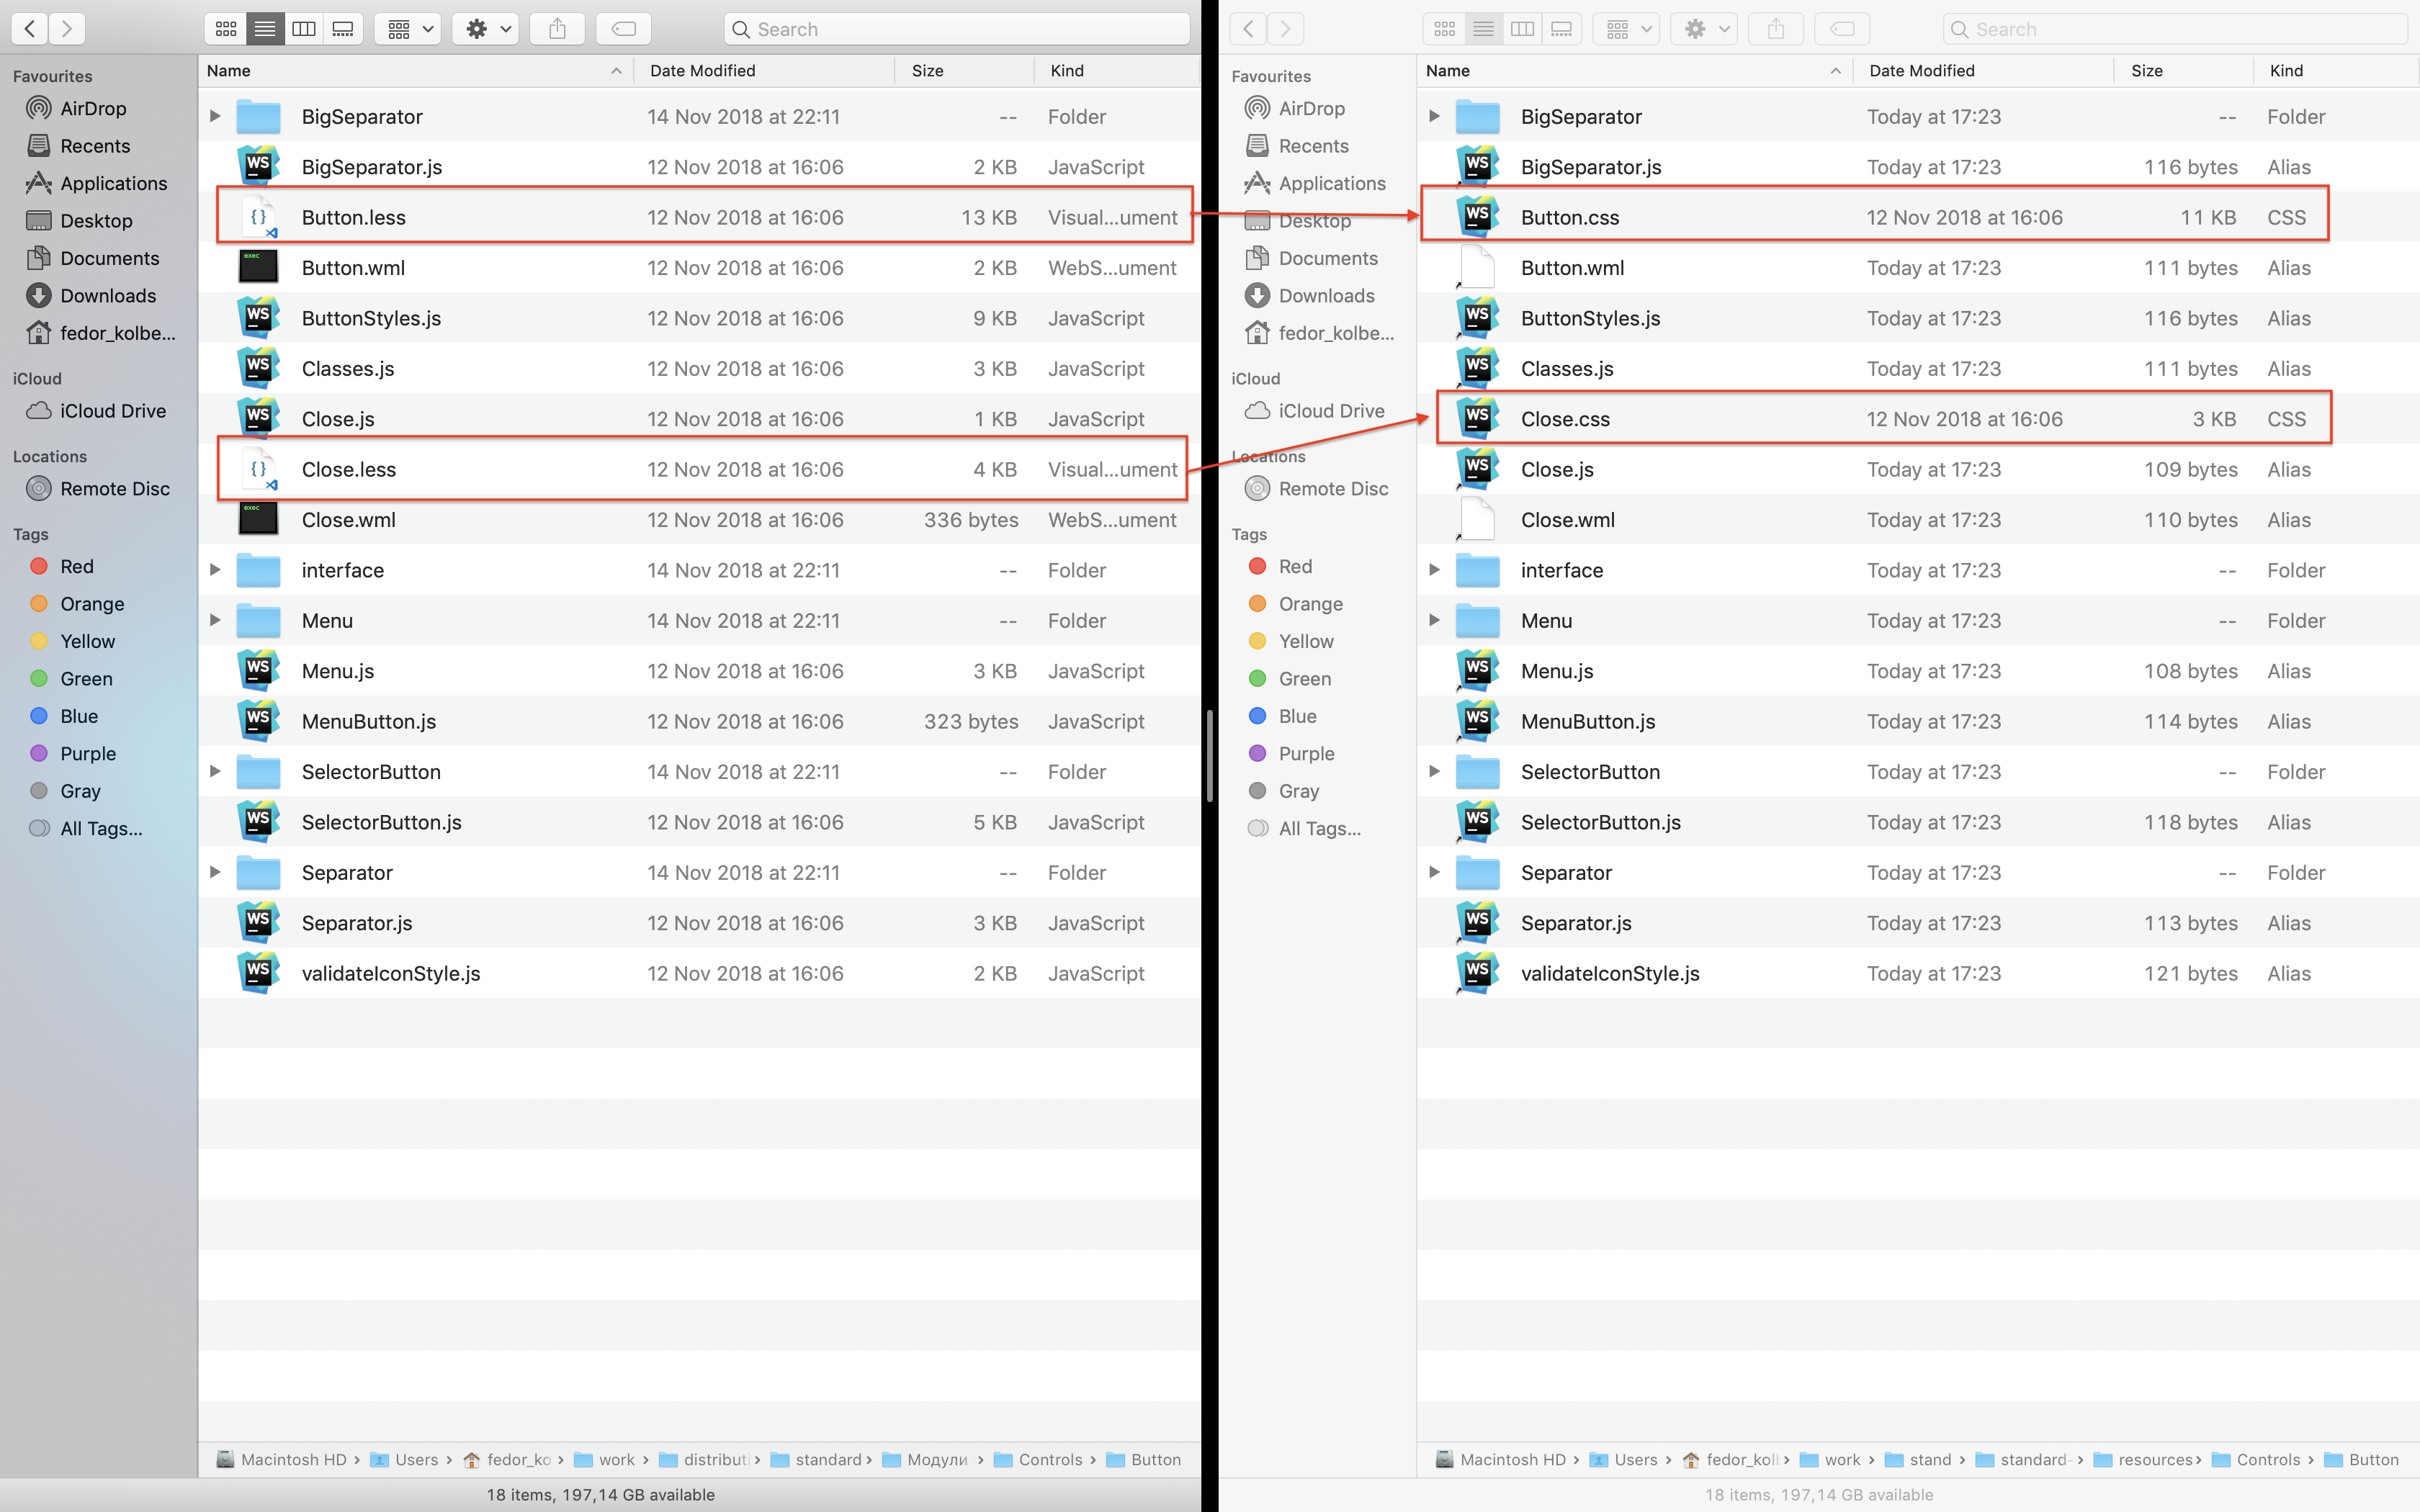 Search
Name Date Modified Size Kind
Favourites
AirDrop
Recents
Applications
Desktop
Documents
Downloads
fedor_kolbe...
iCloud
iCloud Drive
Locations
Remote Disc
Tags
Red
Orange
Yellow
Green
Blue
Purple
Gray
All Tags...
BigSeparator 14 Nov 2018 at 22:11 -- Folder
BigSeparator.js 12 Nov 2018 at 16:06 2 KB JavaScript
Button.less 12 Nov 2018 at 16:06 13 KB Visual...ument
Button.wml 12 Nov 2018 at 16:06 2 KB WebS...ument
ButtonStyles.js 12 Nov 2018 at 16:06 9 KB JavaScript
Classes.js 12 Nov 2018 at 16:06 3 KB JavaScript
Close.js 12 Nov 2018 at 16:06 1 KB JavaScript
Close.less 12 Nov 2018 at 16:06 4 KB Visual...ument
Close.wml 12 Nov 2018 at 16:06 336 bytes WebS...ument
interface 14 Nov 2018 at 22:11 -- Folder
Menu 14 Nov 2018 at 22:11 -- Folder
Menu.js 12 Nov 2018 at 16:06 3 KB JavaScript
MenuButton.js 12 Nov 2018 at 16:06 323 bytes JavaScript
SelectorButton 14 Nov 2018 at 22:11 -- Folder
SelectorButton.js 12 Nov 2018 at 16:06 5 KB JavaScript
Separator 14 Nov 2018 at 22:11 -- Folder
Separator.js 12 Nov 2018 at 16:06 3 KB JavaScript
validateIconStyle.js 12 Nov 2018 at 16:06 2 KB JavaScript
Macintosh HD › Users › fedor_ko › work › distributi › standard › Модули › Controls › Button
18 items, 197,14 GB available
Search
Name Date Modified Size Kind
Favourites
AirDrop
Recents
Applications
Desktop
Documents
Downloads
fedor_kolbe...
iCloud
iCloud Drive
Locations
Remote Disc
Tags
Red
Orange
Yellow
Green
Blue
Purple
Gray
All Tags...
BigSeparator Today at 17:23 -- Folder
BigSeparator.js Today at 17:23 116 bytes Alias
Button.css 12 Nov 2018 at 16:06 11 KB CSS
Button.wml Today at 17:23 111 bytes Alias
ButtonStyles.js Today at 17:23 116 bytes Alias
Classes.js Today at 17:23 111 bytes Alias
Close.css 12 Nov 2018 at 16:06 3 KB CSS
Close.js Today at 17:23 109 bytes Alias
Close.wml Today at 17:23 110 bytes Alias
interface Today at 17:23 -- Folder
Menu Today at 17:23 -- Folder
Menu.js Today at 17:23 108 bytes Alias
MenuButton.js Today at 17:23 114 bytes Alias
SelectorButton Today at 17:23 -- Folder
SelectorButton.js Today at 17:23 118 bytes Alias
Separator Today at 17:23 -- Folder
Separator.js Today at 17:23 113 bytes Alias
validateIconStyle.js Today at 17:23 121 bytes Alias
Macintosh HD › Users › fedor_koll › work › stand › standard- › resources › Controls › Button
18 items, 197,14 GB available